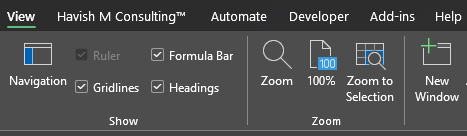 View Havish M Consulting™ Automate Developer Add-ins Help
Navigation
Ruler Formula Bar
Gridlines Headings
Show
Zoom
100
100%
Zoom to
Selection
Zoom
New
Window